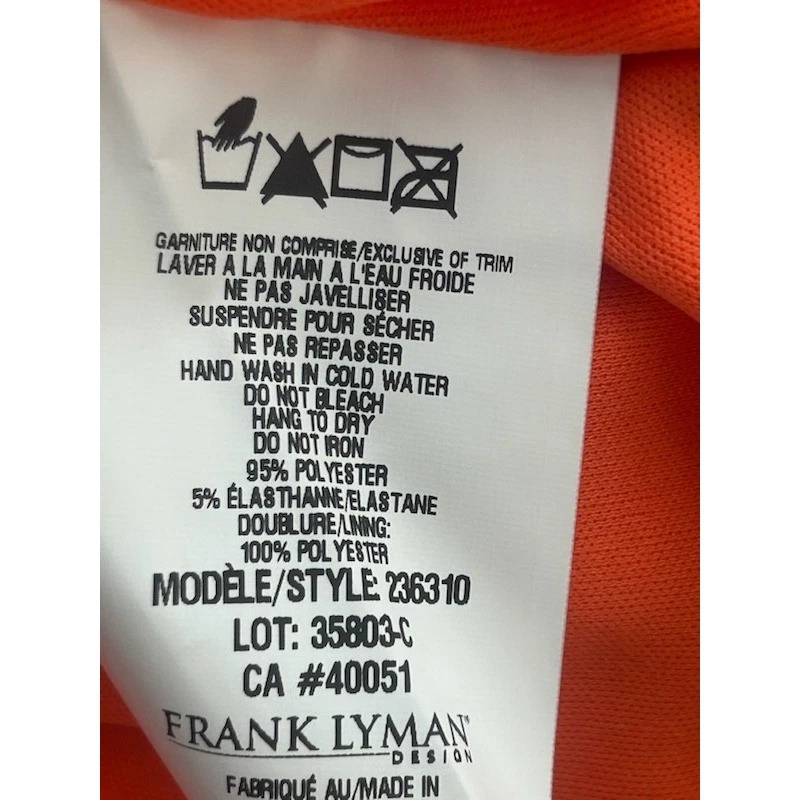 GARNITURE NON COMPRISE/EXCLUSIVE OF TRIM
LAVER A LA MAIN A L'EAU FROIDE
NE PAS JAVELLISER
SUSPENDRE POUR SÉCHER
NE PAS REPASSER
HAND WASH IN COLD WATER
DO NOT BLEACH
HANG TO DRY
DO NOT IRON
95% POLYESTER
5% ÉLASTHANNE/ELASTANE
DOUBLURE/LINING:
100% POLYESTER
MODÈLE/STYLE: 236310
LOT: 35803-C
CA #40051
FRANK LYMAN
DESIGN
FABRIQUÉ AU/MADE IN